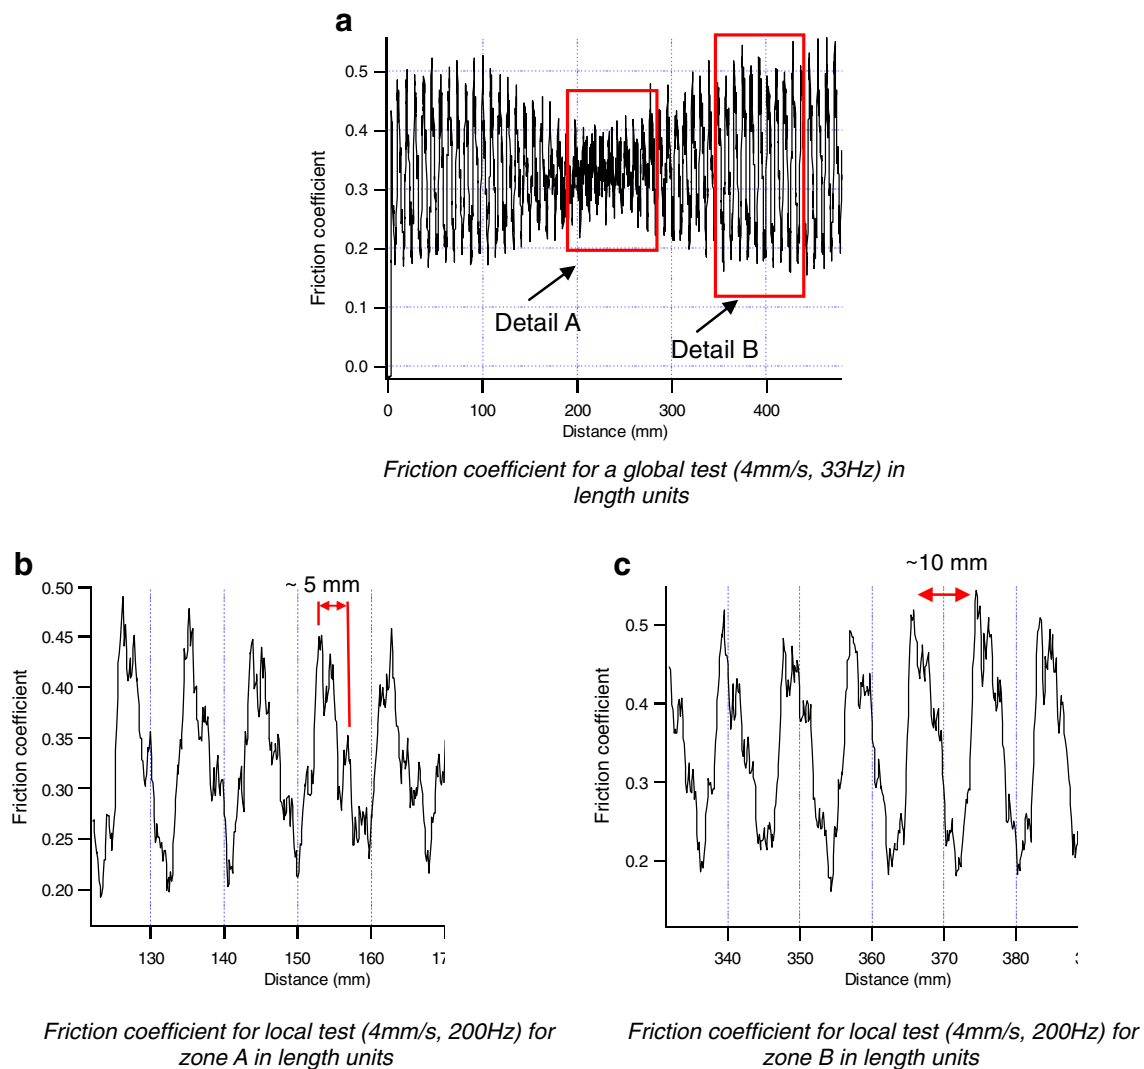 a
0.5
0.4
0.3
0.2
0.1
0.0
Friction coefficient
Detail A
Detail B
0 100 200 300 400
Distance (mm)
Friction coefficient for a global test (4mm/s, 33Hz) in
length units
b
~ 5 mm
0.50
0.45
0.40
0.35
0.30
0.25
0.20
Friction coefficient
130 140 150 160 17
Distance (mm)
Friction coefficient for local test (4mm/s, 200Hz) for
zone A in length units
c
~10 mm
0.5
0.4
0.3
0.2
Friction coefficient
340 350 360 370 380
Distance (mm)
Friction coefficient for local test (4mm/s, 200Hz) for
zone B in length units